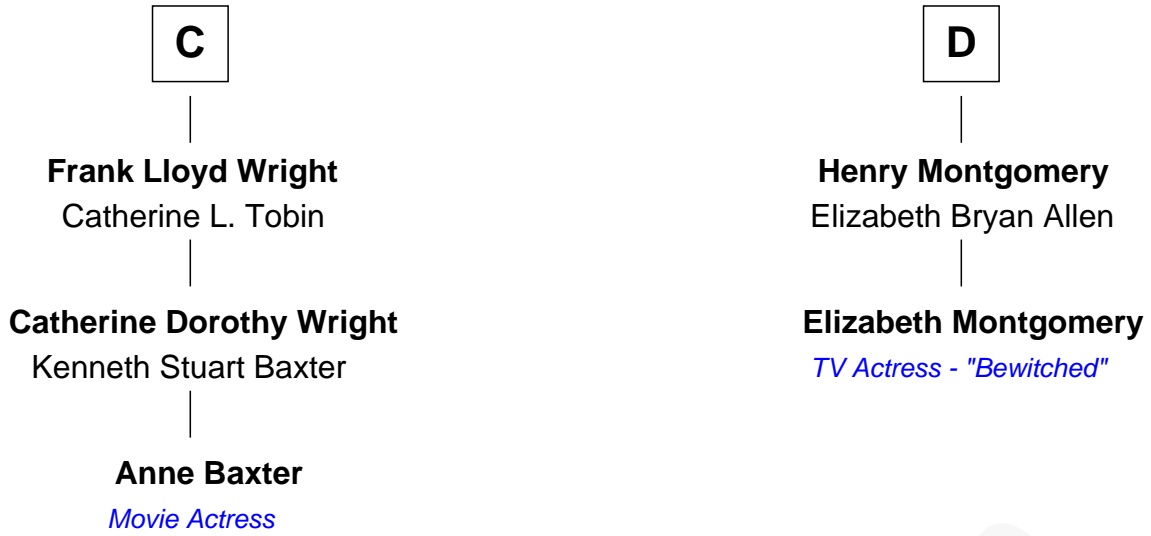 C
Frank Lloyd Wright
Catherine L. Tobin
Catherine Dorothy Wright
Kenneth Stuart Baxter
Anne Baxter
Movie Actress
D
Henry Montgomery
Elizabeth Bryan Allen
Elizabeth Montgomery
TV Actress - "Bewitched"